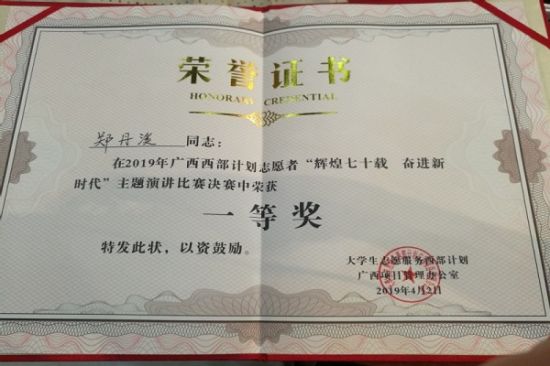 荣誉证书
HONORARY CREDENTIAL
郑丹 同志：
在2019年广西西部计划志愿者“辉煌七十载 奋进新
时代”主题演讲比赛决赛中荣获
一等奖
特发此状，以资鼓励。
大学生志愿服务西部计划
广西项目管理办公室
2019年4月2日